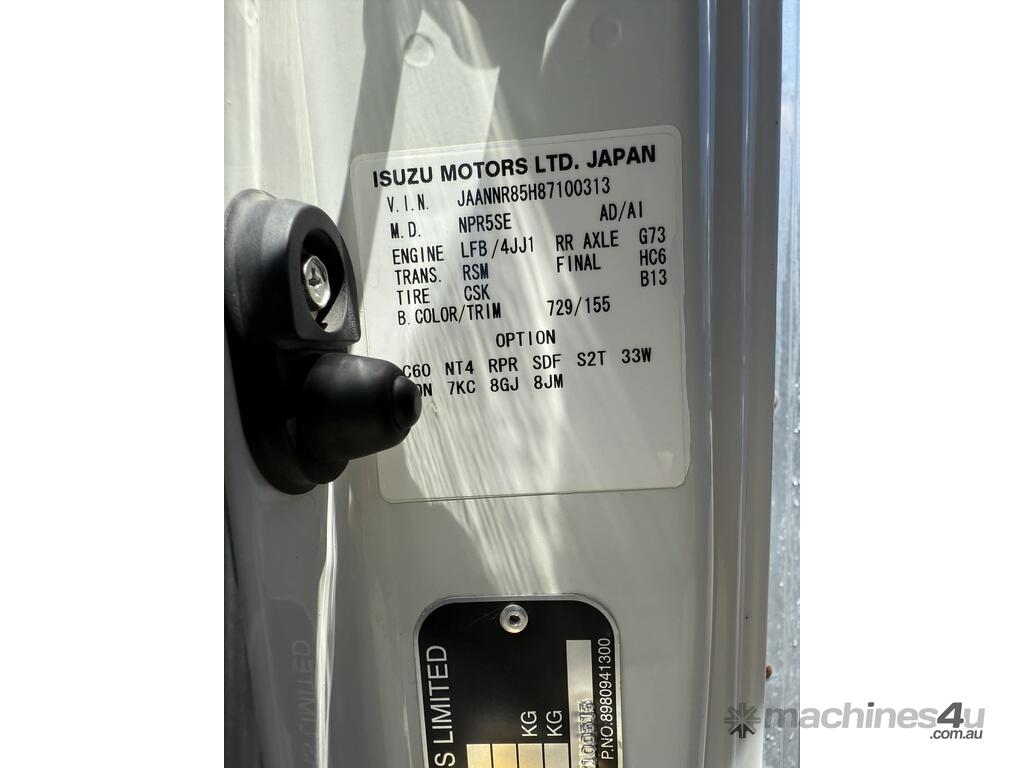 ISUZU MOTORS LTD. JAPAN
V.I.N. JAANNR85H87100313
M.D. NPR5SE AD/AI
ENGINE LFB/4JJ1 RR AXLE G73
TRANS. RSM FINAL HC6
TIRE CSK B13
B.COLOR/TRIM 729/155
OPTION
C60 NT4 RPR SDF S2T 33W
7KC 8GJ 8JM
LIMITED
KG
KG
P.NO.8980941300
machines4u
.com.au